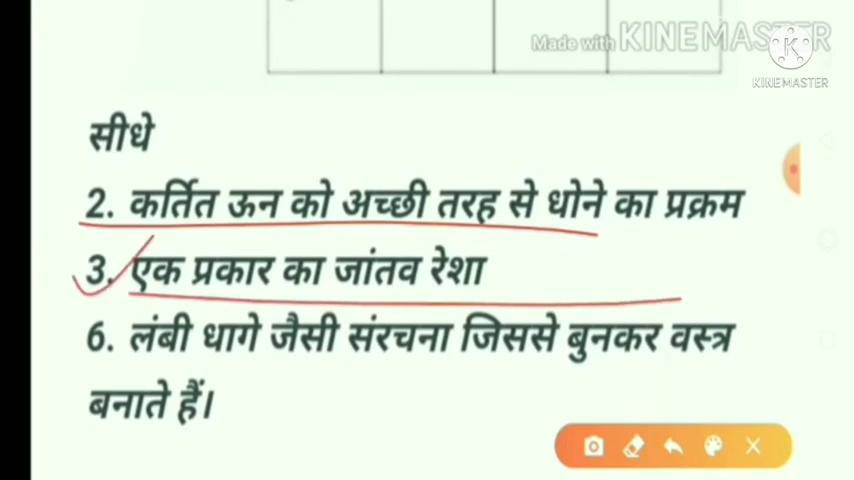 Made with KINEMAS
KINEMASTER
सीधे
2. कर्तित ऊन को अच्छी तरह से धोने का प्रक्रम
3. एक प्रकार का जांतव रेशा
6. लंबी धागे जैसी संरचना जिससे बुनकर वस्त्र
बनाते हैं।